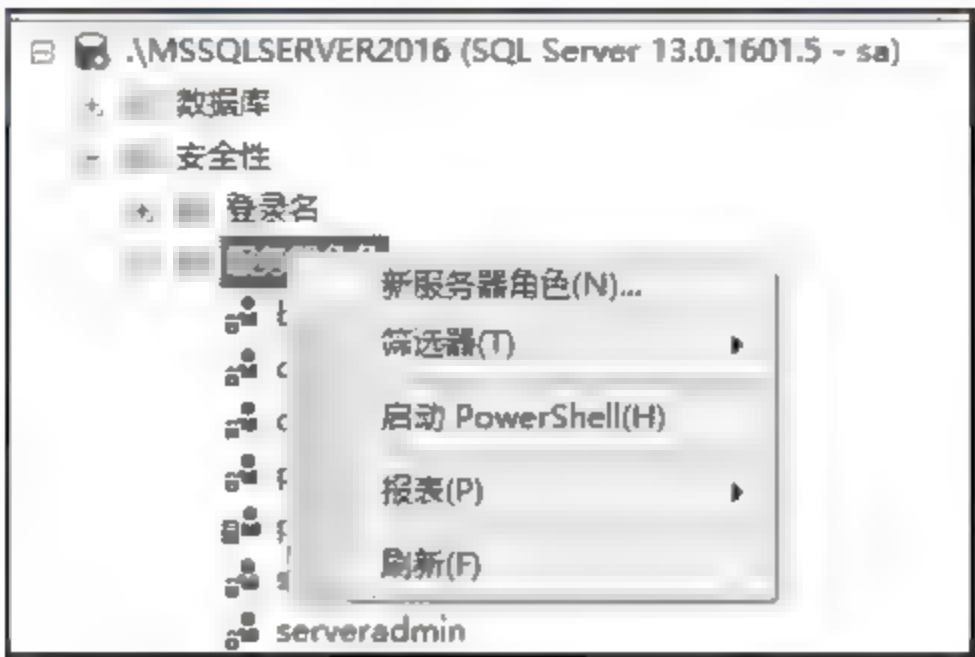 .\MSSQLSERVER2016 (SQL Server 13.0.1601.5 - sa)
数据库
安全性
登录名
新服务器角色(N)...
筛选器(T)
启动 PowerShell(H)
报表(P)
刷新(F)
serveradmin